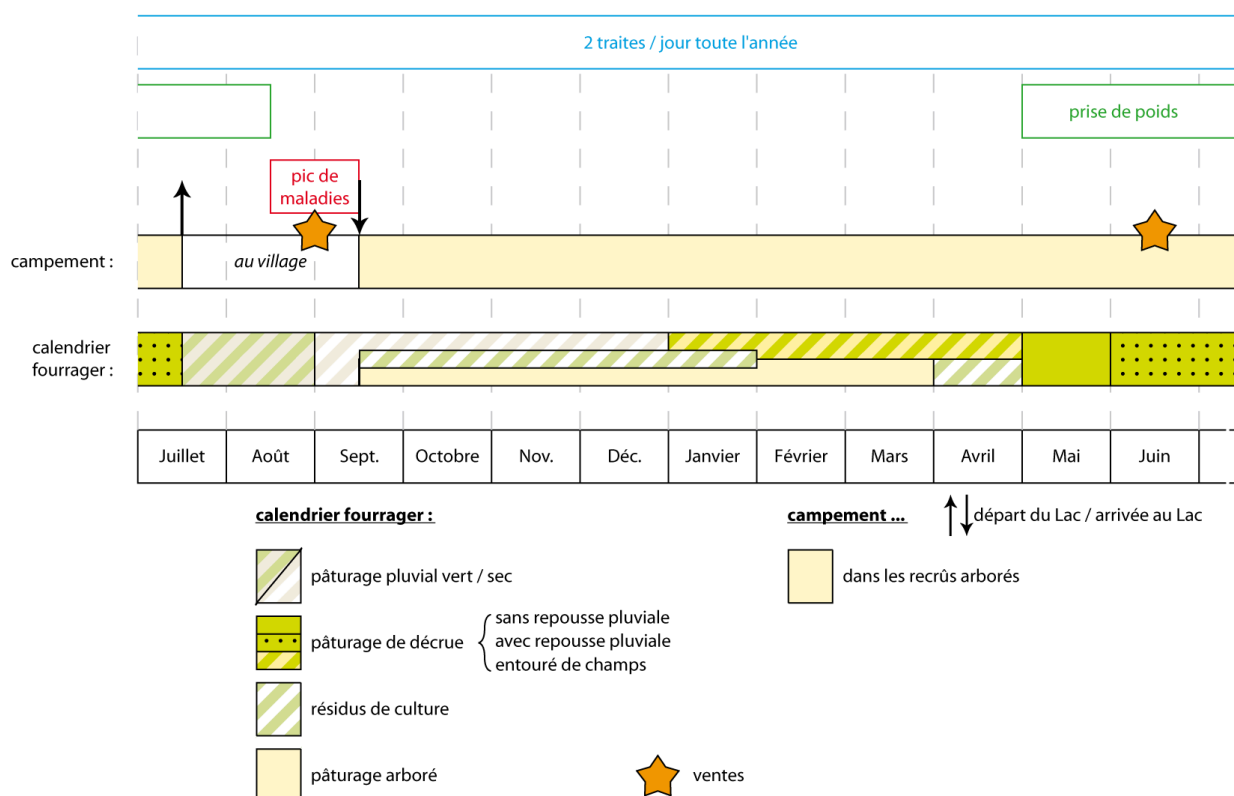 2 traites / jour toute l'année
prise de poids
pic de
maladies
campement :
au village
calendrier
fourrager :
Juillet
Août
Sept.
Octobre
Nov.
Déc.
Janvier
Février
Mars
Avril
Mai
Juin
calendrier fourrager :
campement ...
départ du Lac / arrivée au Lac
pâturage pluvial vert / sec
dans les recrûs arborés
pâturage de décrue
sans repousse pluviale
avec repousse pluviale
entouré de champs
résidus de culture
pâturage arboré
ventes